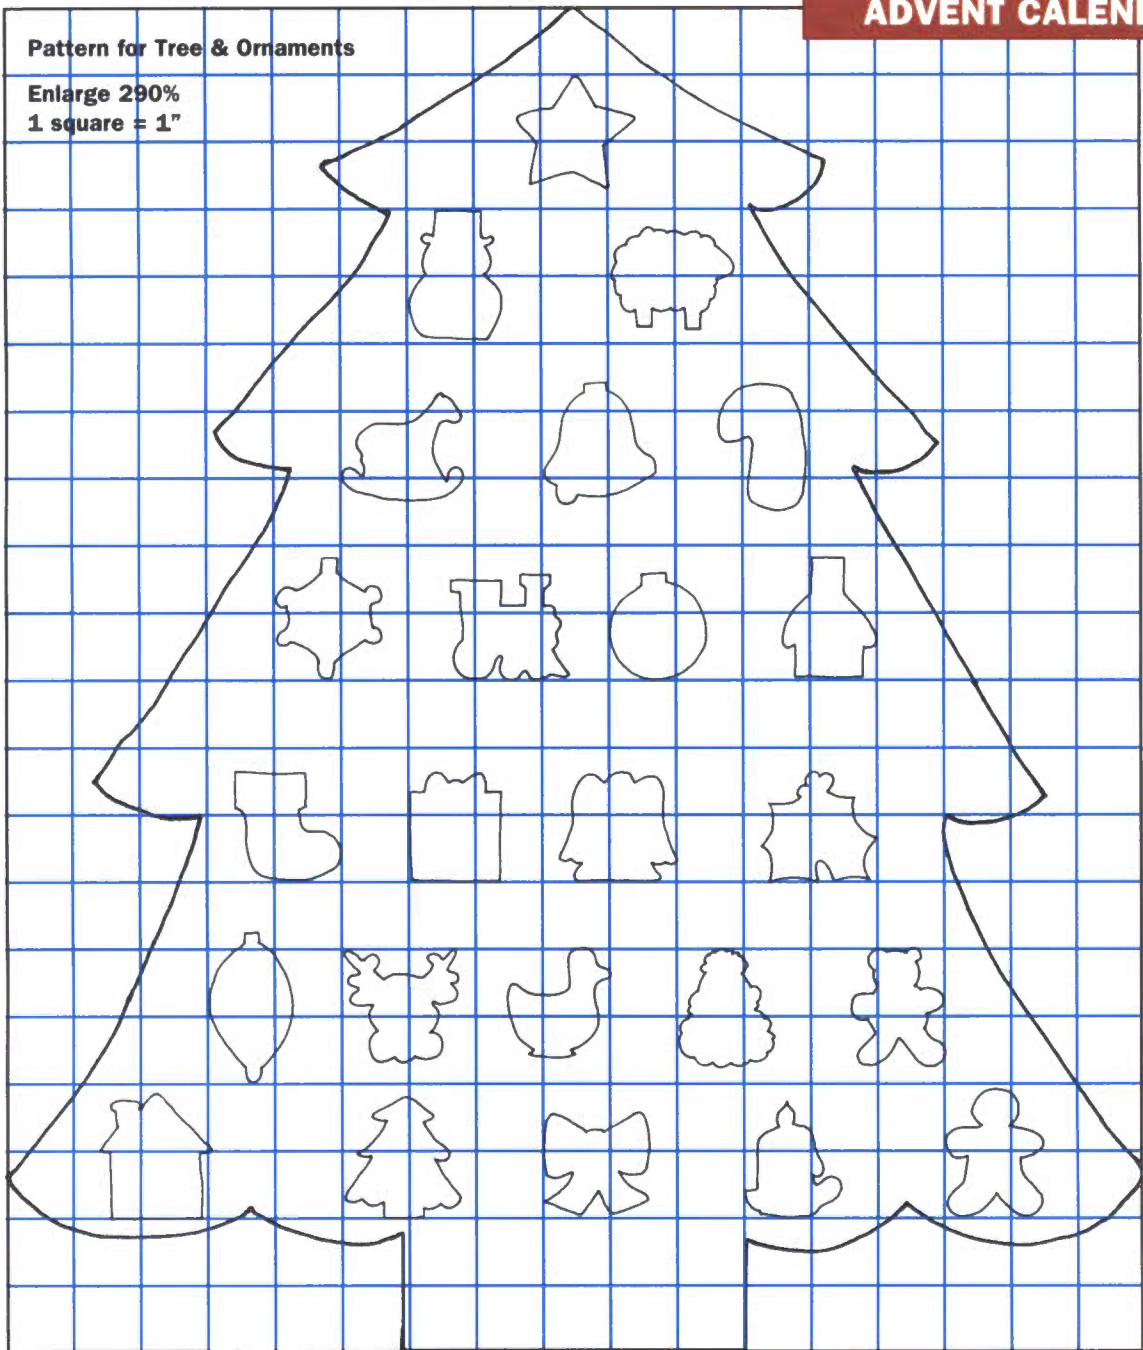 ADVENT CALEN
Pattern for Tree & Ornaments
Enlarge 290%
1 square = 1"